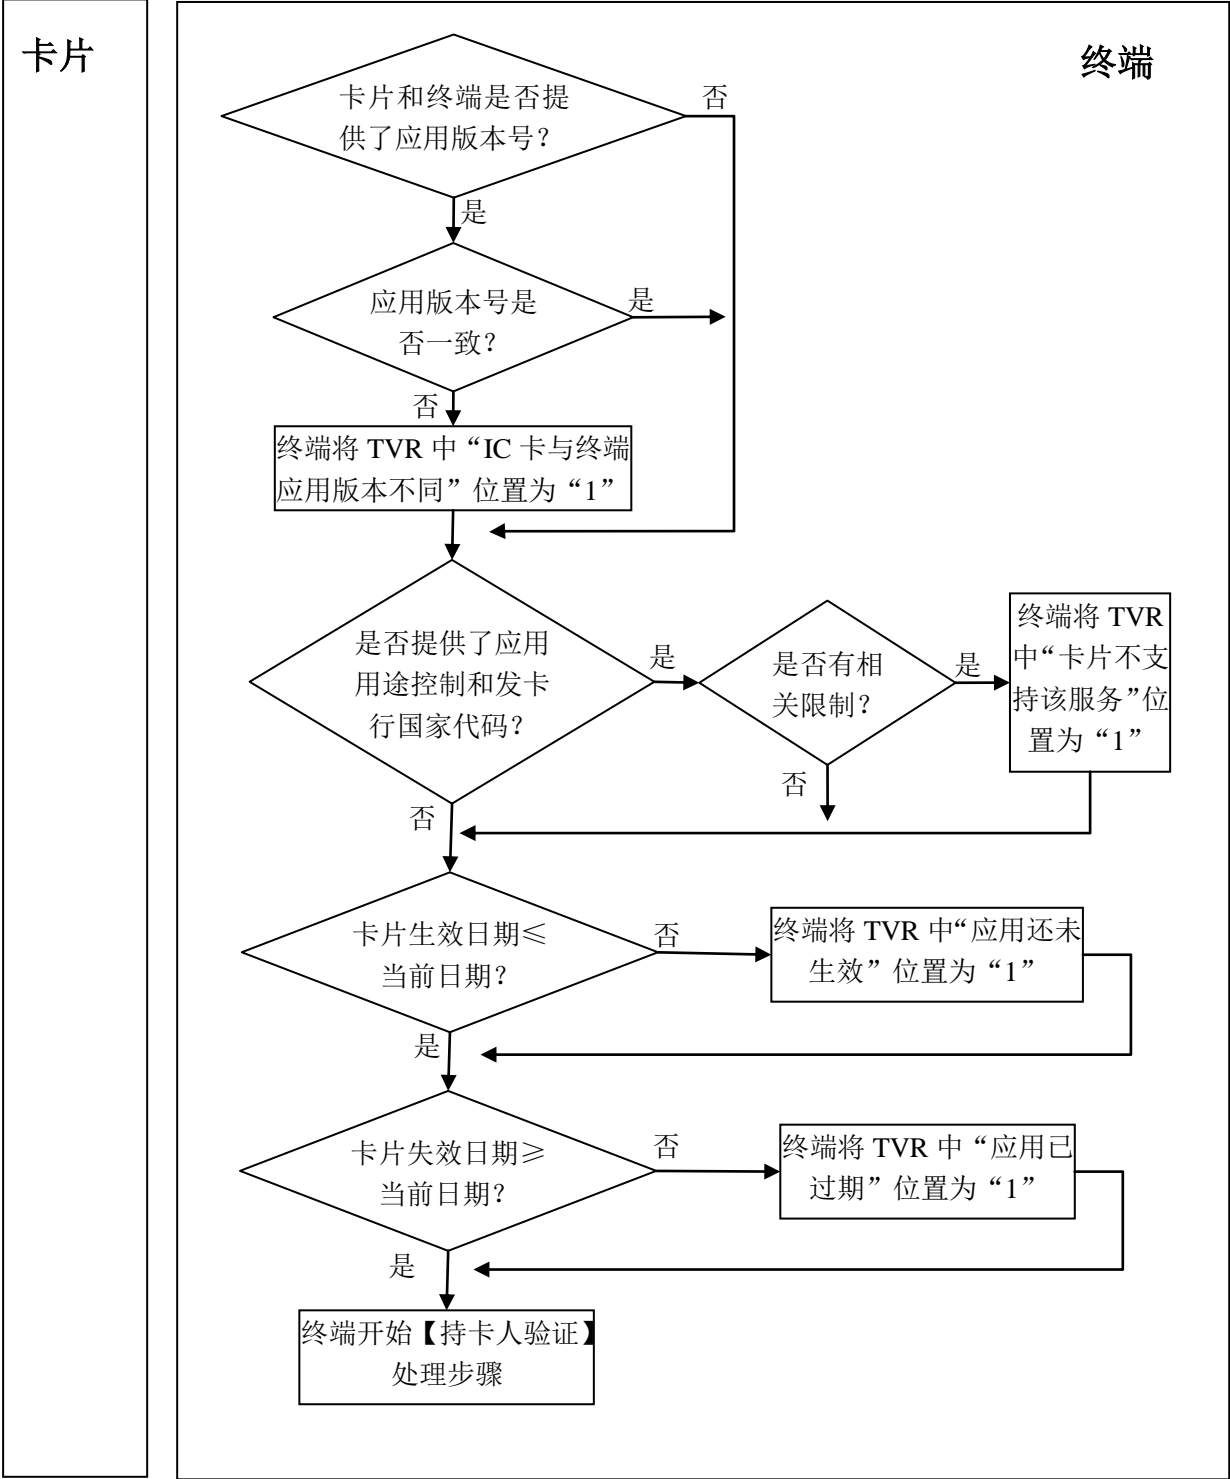 卡片
终端
卡片和终端是否提
供了应用版本号？
否
是
应用版本号是
否一致？
是
否
终端将 TVR 中“IC 卡与终端
应用版本不同”位置为“1”
是否提供了应用
用途控制和发卡
行国家代码？
是
是否有相
关限制？
是
终端将 TVR
中“卡片不支
持该服务”位
置为“1”
否
否
卡片生效日期≤
当前日期？
否
终端将 TVR 中“应用还未
生效”位置为“1”
是
卡片失效日期≥
当前日期？
否
终端将 TVR 中“应用已
过期”位置为“1”
是
终端开始【持卡人验证】
处理步骤